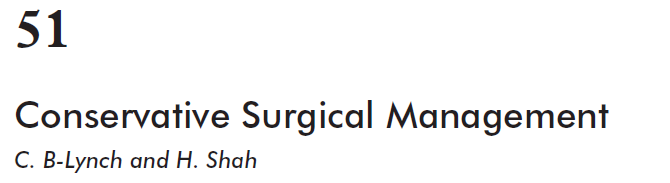 51
Conservative Surgical Management
C. B-Lynch and H. Shah